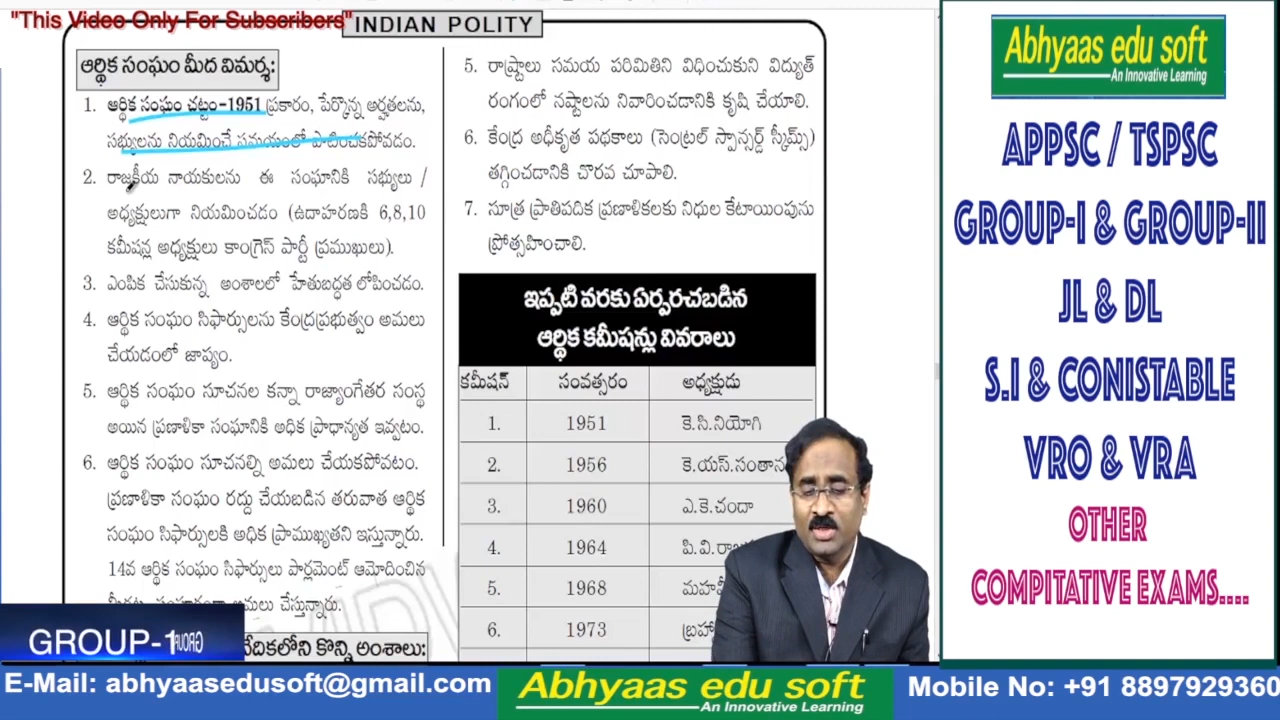 "This Video Only For Subscribers"
INDIAN POLITY
ఆర్థిక సంఘం మీద విమర్శ:
1. ఆర్థిక సంఘం చట్టం-1951 ప్రకారం, పేర్కొన్న అర్హతలను,
సభ్యులను నియమించే సమయంలో పాటించకపోవడం.
2. రాజకీయ నాయకులను ఈ సంఘానికి సభ్యులు /
అధ్యక్షులుగా నియమించడం (ఉదాహరణకి 6,8,10
కమీషన్ల అధ్యక్షులు కాంగ్రెస్ పార్టీ ప్రముఖులు).
3. ఎంపిక చేసుకున్న అంశాలలో హేతుబద్ధత లోపించడం.
4. ఆర్థిక సంఘం సిఫార్సులను కేంద్రప్రభుత్వం అమలు
చేయడంలో జాప్యం.
5. ఆర్థిక సంఘం సూచనల కన్నా రాజ్యాంగేతర సంస్థ
అయిన ప్రణాళికా సంఘానికి అధిక ప్రాధాన్యత ఇవ్వటం.
6. ఆర్థిక సంఘం సూచనల్ని అమలు చేయకపోవటం.
ప్రణాళికా సంఘం రద్దు చేయబడిన తరువాత ఆర్థిక
సంఘం సిఫార్సులకి అధిక ప్రాముఖ్యతని ఇస్తున్నారు.
14వ ఆర్థిక సంఘం సిఫార్సులు పార్లమెంట్ ఆమోదించిన
అమలు చేస్తున్నారు.
వేదికలోని కొన్ని అంశాలు:
5. రాష్ట్రాలు సమయ పరిమితిని విధించుకుని విద్యుత్
రంగంలో నష్టాలను నివారించడానికి కృషి చేయాలి.
6. కేంద్ర అధీకృత పథకాలు (సెంట్రల్ స్పాన్సర్డ్ స్కీమ్స్)
తగ్గించడానికి చొరవ చూపాలి.
7. సూత్ర ప్రాతిపదిక ప్రణాళికలకు నిధుల కేటాయింపును
ప్రోత్సహించాలి.
ఇప్పటి వరకు ఏర్పరచబడిన
ఆర్థిక కమీషన్లు వివరాలు
కమీషన్ సంవత్సరం అధ్యక్షుడు
1. 1951 కె.సి.నియోగి
2. 1956 కె.యస్.సంతాన
3. 1960 ఎ.కె.చందా
4. 1964 పి.వి.రాజ
5. 1968 మహా
6. 1973 బ్రహ
GROUP-1
Abhyaas edu soft
An Innovative Learning
APPSC / TSPSC
GROUP-I & GROUP-II
JL & DL
S.I & CONISTABLE
VRO & VRA
OTHER
COMPITATIVE EXAMS....
E-Mail: abhyaasedusoft@gmail.com
Abhyaas edu soft
An Innovative Learning
Mobile No: +91 8897929360